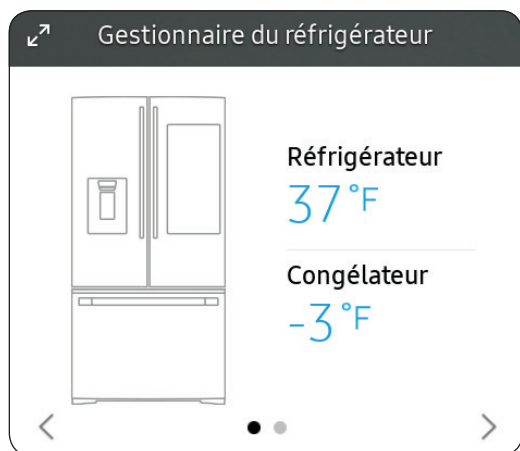 Gestionnaire du réfrigérateur
Réfrigérateur
37 °F
Congélateur
-3 °F